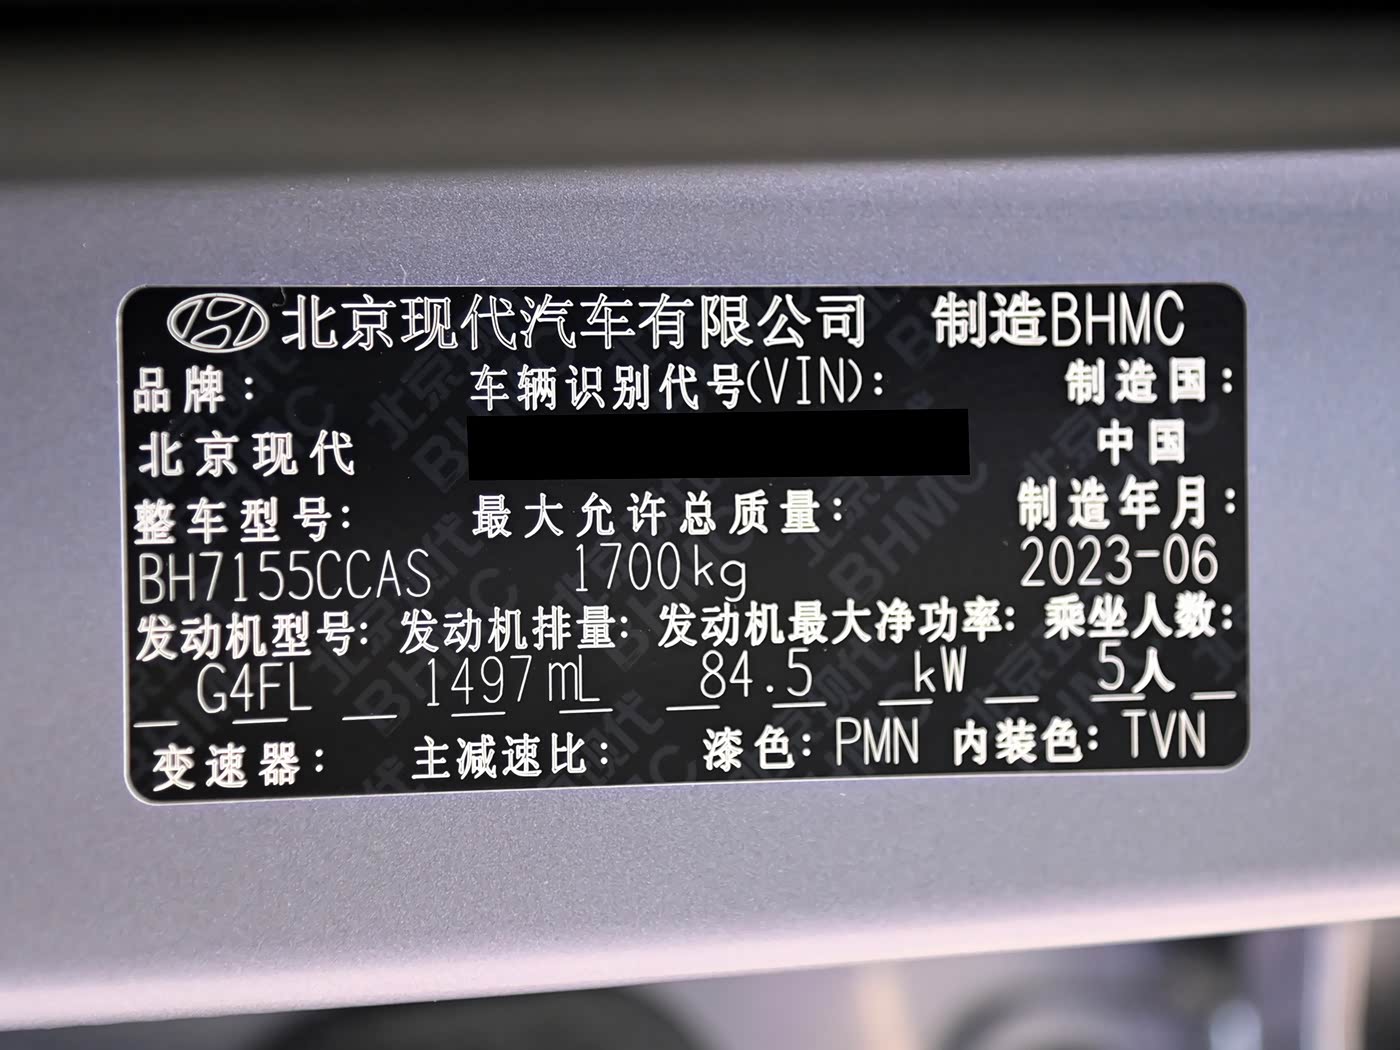 北京现代汽车有限公司 制造BHMC
品牌： 车辆识别代号(VIN)： 制造国：
北京现代 中国
整车型号： 最大允许总质量： 制造年月：
BH7155CCAS 1700kg 2023-06
发动机型号： 发动机排量： 发动机最大净功率： 乘坐人数：
G4FL 1497mL 84.5 kW 5人
变速器： 主减速比： 漆色：PMN 内装色：TVN